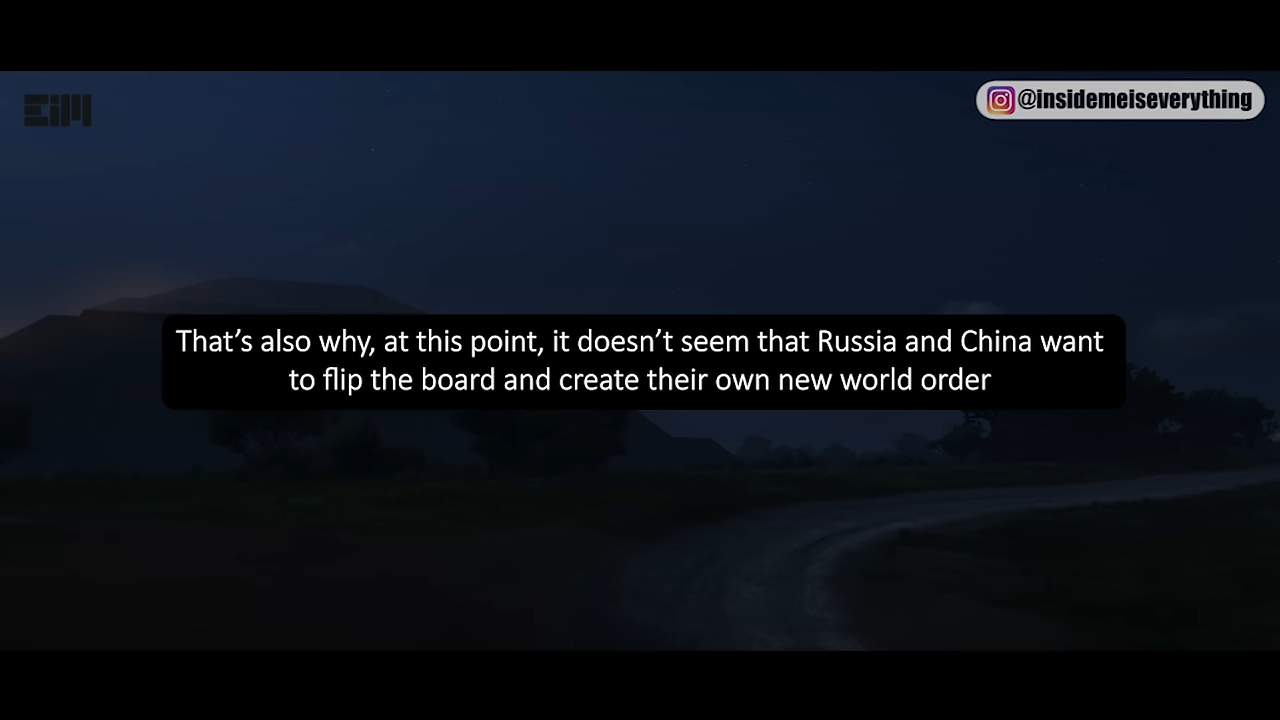 EiM
@insidemeiseverything
That’s also why, at this point, it doesn’t seem that Russia and China want
to flip the board and create their own new world order